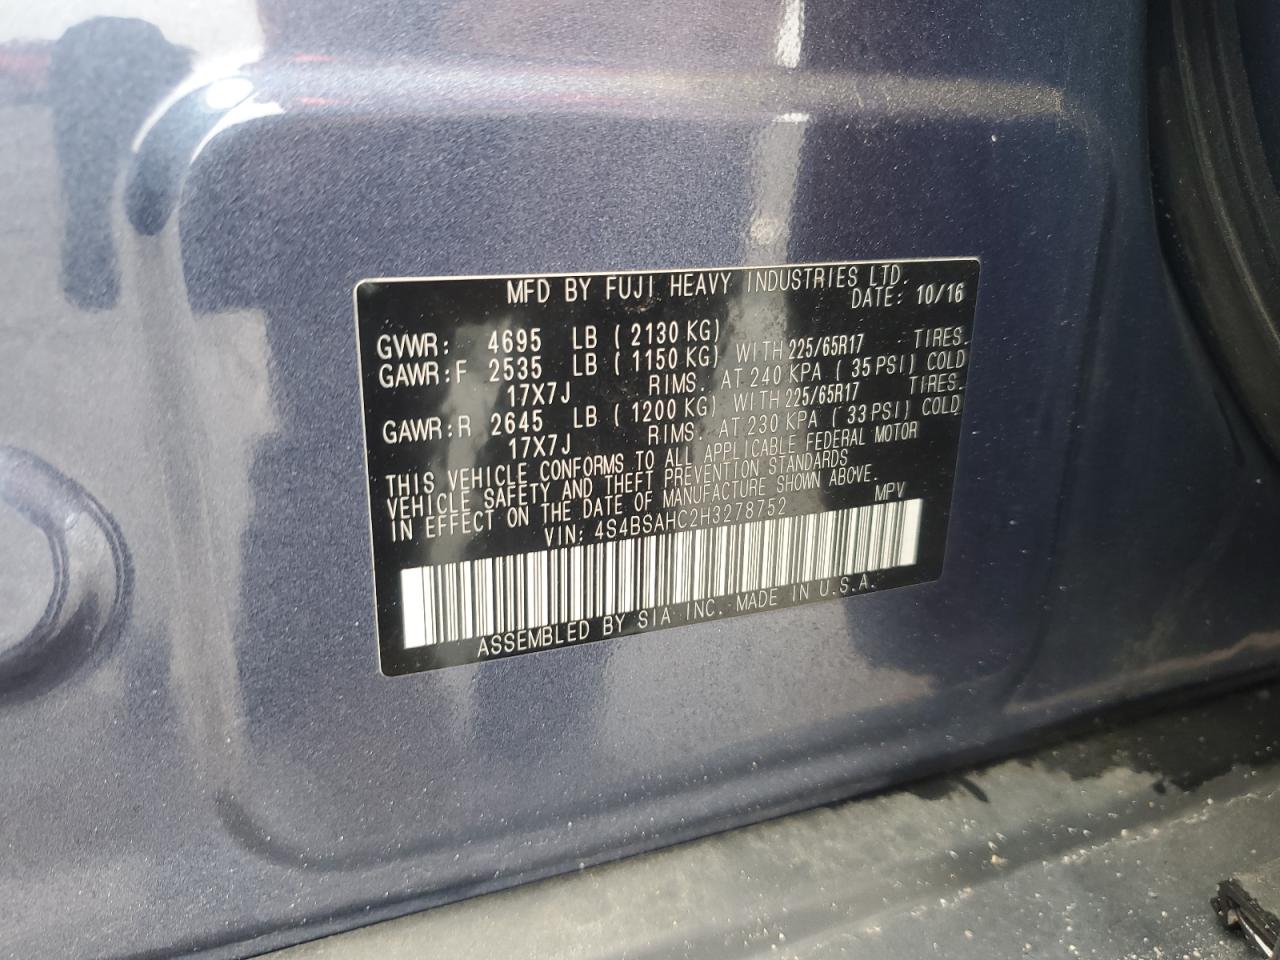 MFD BY FUJI HEAVY INDUSTRIES LTD.
DATE: 10/16
GVWR: 4695 LB ( 2130 KG)
GAWR:F 2535 LB ( 1150 KG) WITH 225/65R17 TIRES.
17X7J RIMS. AT 240 KPA ( 35 PSI) COLD
GAWR:R 2645 LB ( 1200 KG) WITH 225/65R17 TIRES.
17X7J RIMS. AT 230 KPA ( 33 PSI) COLD
THIS VEHICLE CONFORMS TO ALL APPLICABLE FEDERAL MOTOR
VEHICLE SAFETY AND THEFT PREVENTION STANDARDS
IN EFFECT ON THE DATE OF MANUFACTURE SHOWN ABOVE.
VIN: 4S4BSAHC2H3278752 MPV
ASSEMBLED BY SIA INC. MADE IN U.S.A.